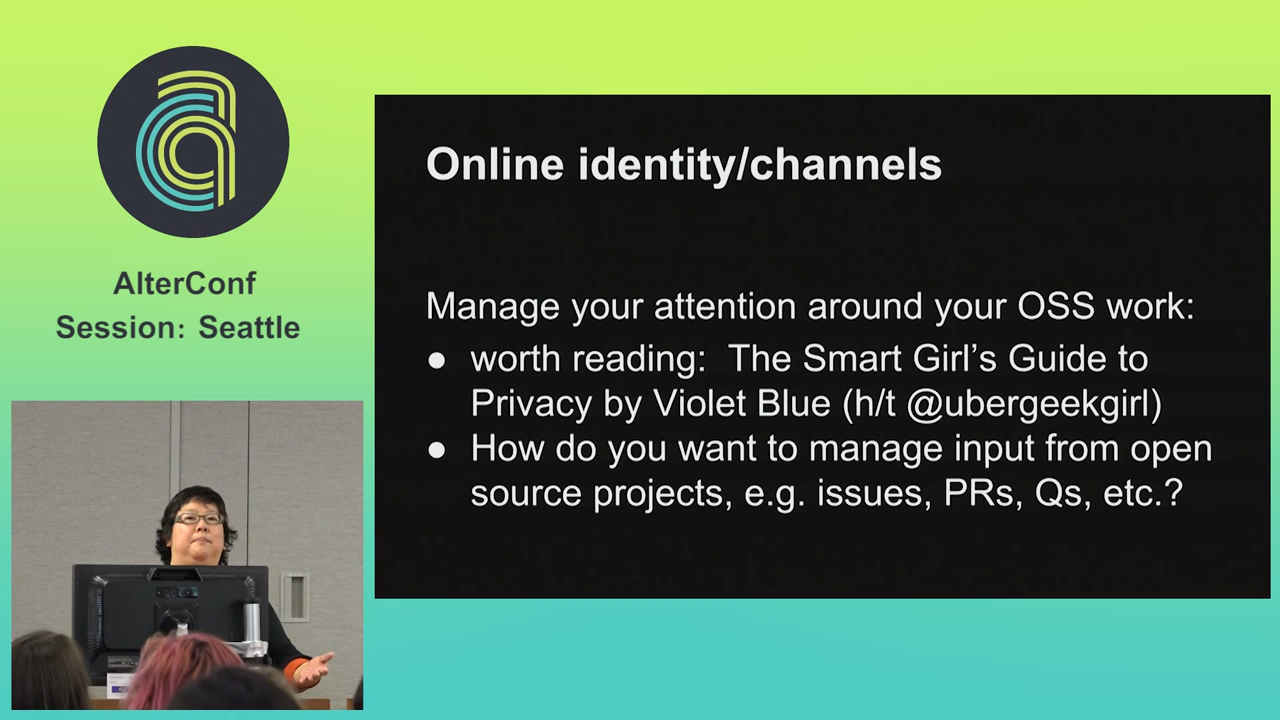 AlterConf
Session: Seattle
Online identity/channels
Manage your attention around your OSS work:
● worth reading: The Smart Girl’s Guide to
Privacy by Violet Blue (h/t @ubergeekgirl)
● How do you want to manage input from open
source projects, e.g. issues, PRs, Qs, etc.?